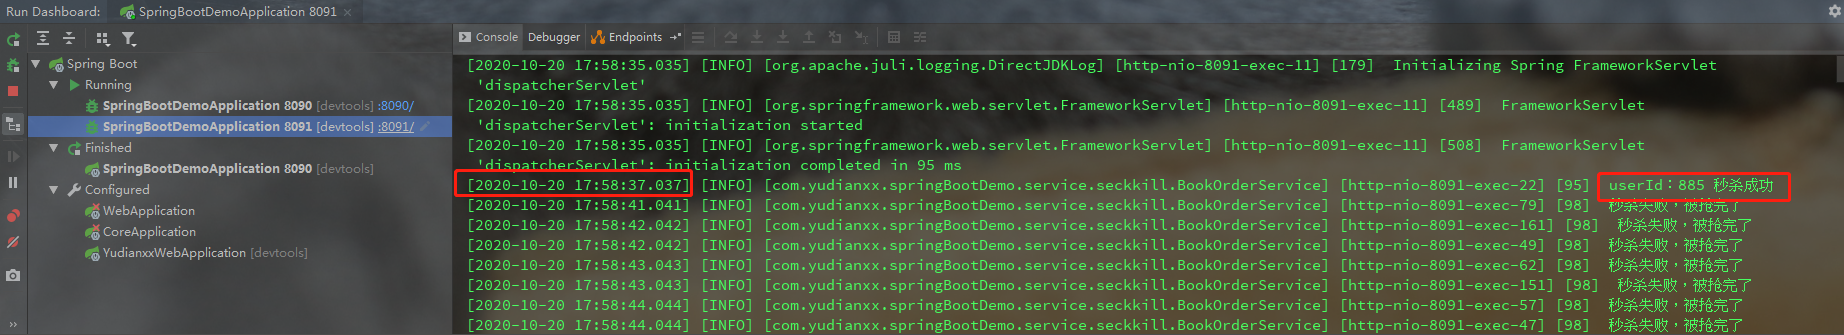 Run Dashboard: SpringBootDemoApplication 8091
Console Debugger Endpoints
Spring Boot
Running
SpringBootDemoApplication 8090 [devtools] :8090/
SpringBootDemoApplication 8091 [devtools] :8091/
Finished
SpringBootDemoApplication 8090 [devtools]
Configured
WebApplication
CoreApplication
YudianxxWebApplication [devtools]
[2020-10-20 17:58:35.035] [INFO] [org.apache.juli.logging.DirectJDKLog] [http-nio-8091-exec-11] [179] Initializing Spring FrameworkServlet
'dispatcherServlet'
[2020-10-20 17:58:35.035] [INFO] [org.springframework.web.servlet.FrameworkServlet] [http-nio-8091-exec-11] [489] FrameworkServlet
'dispatcherServlet': initialization started
[2020-10-20 17:58:35.035] [INFO] [org.springframework.web.servlet.FrameworkServlet] [http-nio-8091-exec-11] [508] FrameworkServlet
'dispatcherServlet': initialization completed in 95 ms
[2020-10-20 17:58:37.037] [INFO] [com.yudianxx.springBootDemo.service.seckkill.BookOrderService] [http-nio-8091-exec-22] [95] userId：885 秒杀成功
[2020-10-20 17:58:41.041] [INFO] [com.yudianxx.springBootDemo.service.seckkill.BookOrderService] [http-nio-8091-exec-79] [98] 秒杀失败，被抢完了
[2020-10-20 17:58:42.042] [INFO] [com.yudianxx.springBootDemo.service.seckkill.BookOrderService] [http-nio-8091-exec-161] [98] 秒杀失败，被抢完了
[2020-10-20 17:58:42.042] [INFO] [com.yudianxx.springBootDemo.service.seckkill.BookOrderService] [http-nio-8091-exec-49] [98] 秒杀失败，被抢完了
[2020-10-20 17:58:43.043] [INFO] [com.yudianxx.springBootDemo.service.seckkill.BookOrderService] [http-nio-8091-exec-62] [98] 秒杀失败，被抢完了
[2020-10-20 17:58:43.043] [INFO] [com.yudianxx.springBootDemo.service.seckkill.BookOrderService] [http-nio-8091-exec-151] [98] 秒杀失败，被抢完了
[2020-10-20 17:58:44.044] [INFO] [com.yudianxx.springBootDemo.service.seckkill.BookOrderService] [http-nio-8091-exec-57] [98] 秒杀失败，被抢完了
[2020-10-20 17:58:44.044] [INFO] [com.yudianxx.springBootDemo.service.seckkill.BookOrderService] [http-nio-8091-exec-47] [98] 秒杀失败，被抢完了